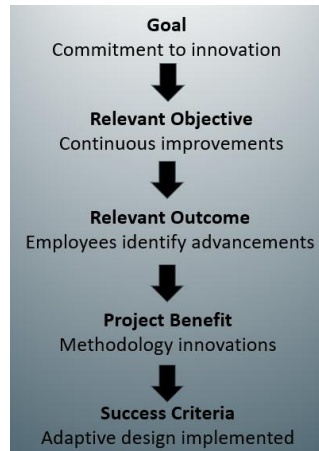 Goal
Commitment to innovation
Relevant Objective
Continuous improvements
Relevant Outcome
Employees identify advancements
Project Benefit
Methodology innovations
Success Criteria
Adaptive design implemented